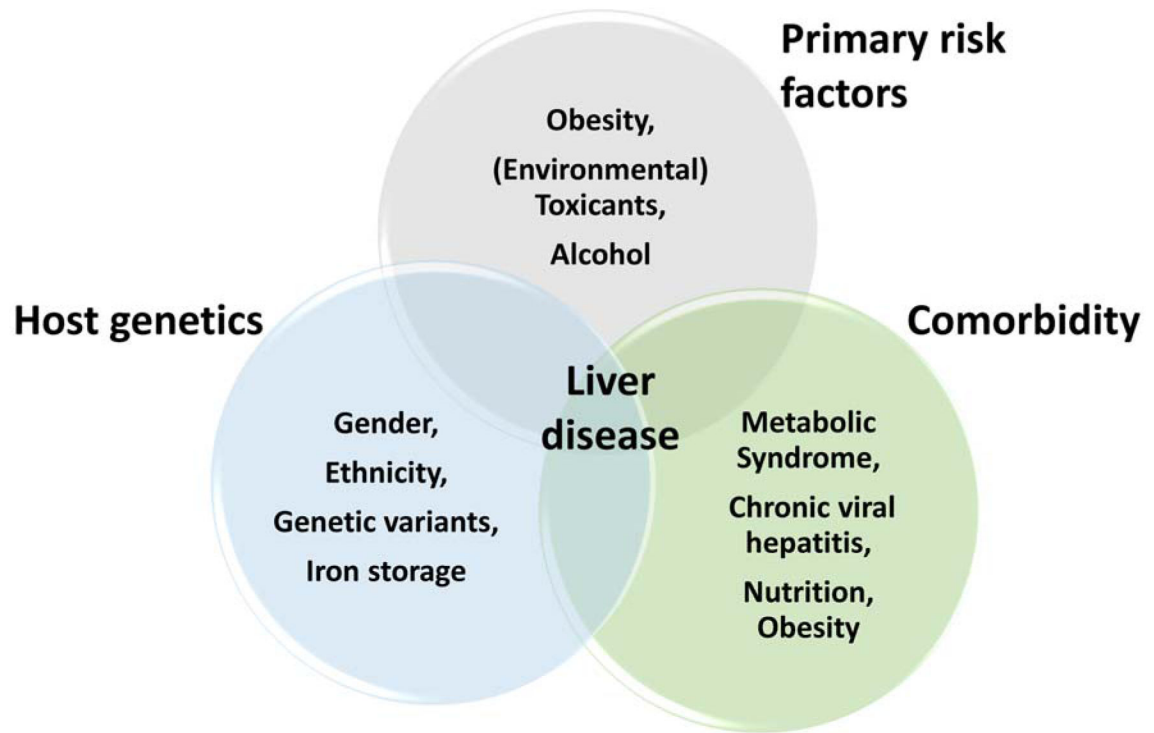 Primary risk
factors
Obesity,
(Environmental)
Toxicants,
Alcohol
Host genetics
Gender,
Ethnicity,
Genetic variants,
Iron storage
Liver
disease
Comorbidity
Metabolic
Syndrome,
Chronic viral
hepatitis,
Nutrition,
Obesity